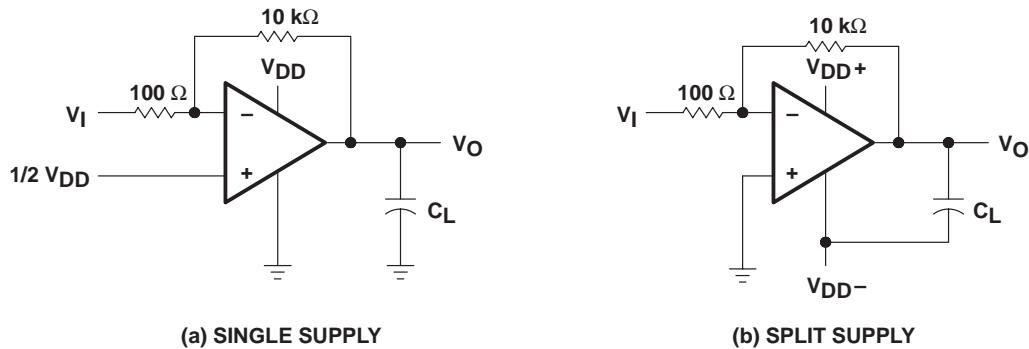 10 kΩ
VDD
100 Ω
VI
−
+
1/2 VDD
VO
CL
(a) SINGLE SUPPLY
10 kΩ
VDD+
100 Ω
VI
−
+
VO
CL
VDD−
(b) SPLIT SUPPLY